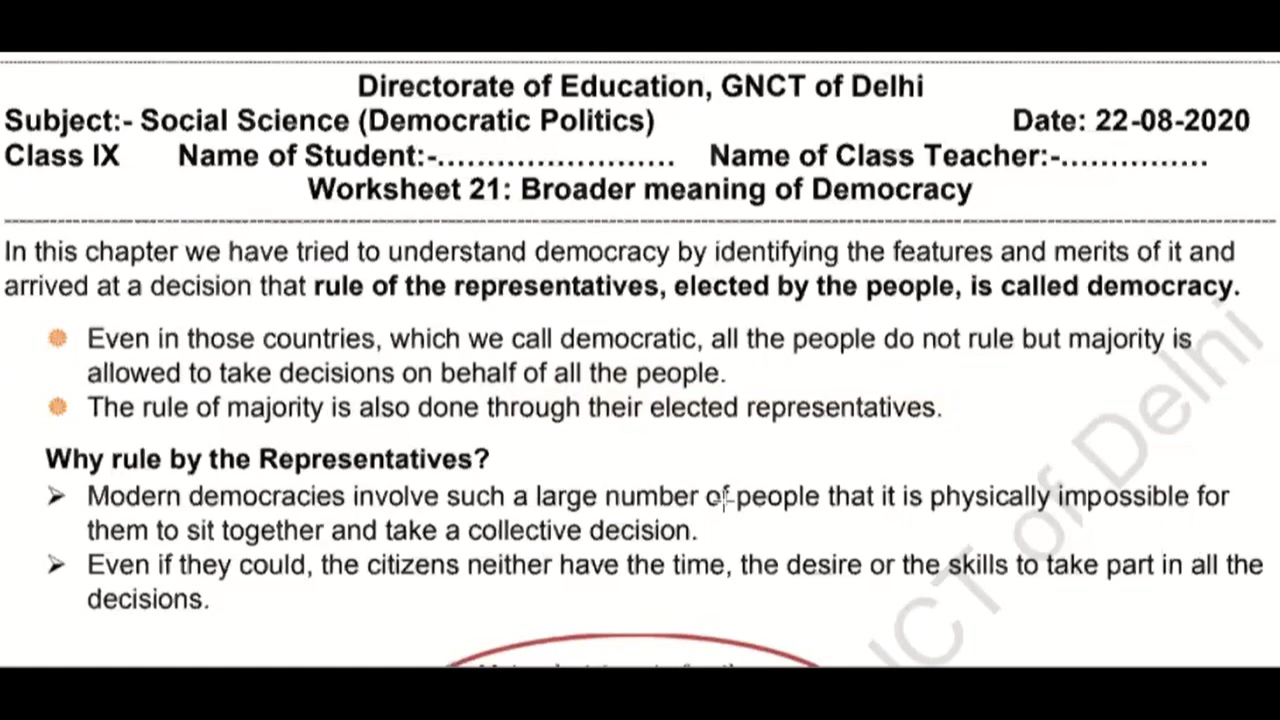 Directorate of Education, GNCT of Delhi
Subject:- Social Science (Democratic Politics) Date: 22-08-2020
Class IX Name of Student:-......................... Name of Class Teacher:-...............
Worksheet 21: Broader meaning of Democracy
In this chapter we have tried to understand democracy by identifying the features and merits of it and
arrived at a decision that rule of the representatives, elected by the people, is called democracy.
Even in those countries, which we call democratic, all the people do not rule but majority is
allowed to take decisions on behalf of all the people.
The rule of majority is also done through their elected representatives.
Why rule by the Representatives?
➢ Modern democracies involve such a large number of people that it is physically impossible for
them to sit together and take a collective decision.
➢ Even if they could, the citizens neither have the time, the desire or the skills to take part in all the
decisions.
NCT of Delhi